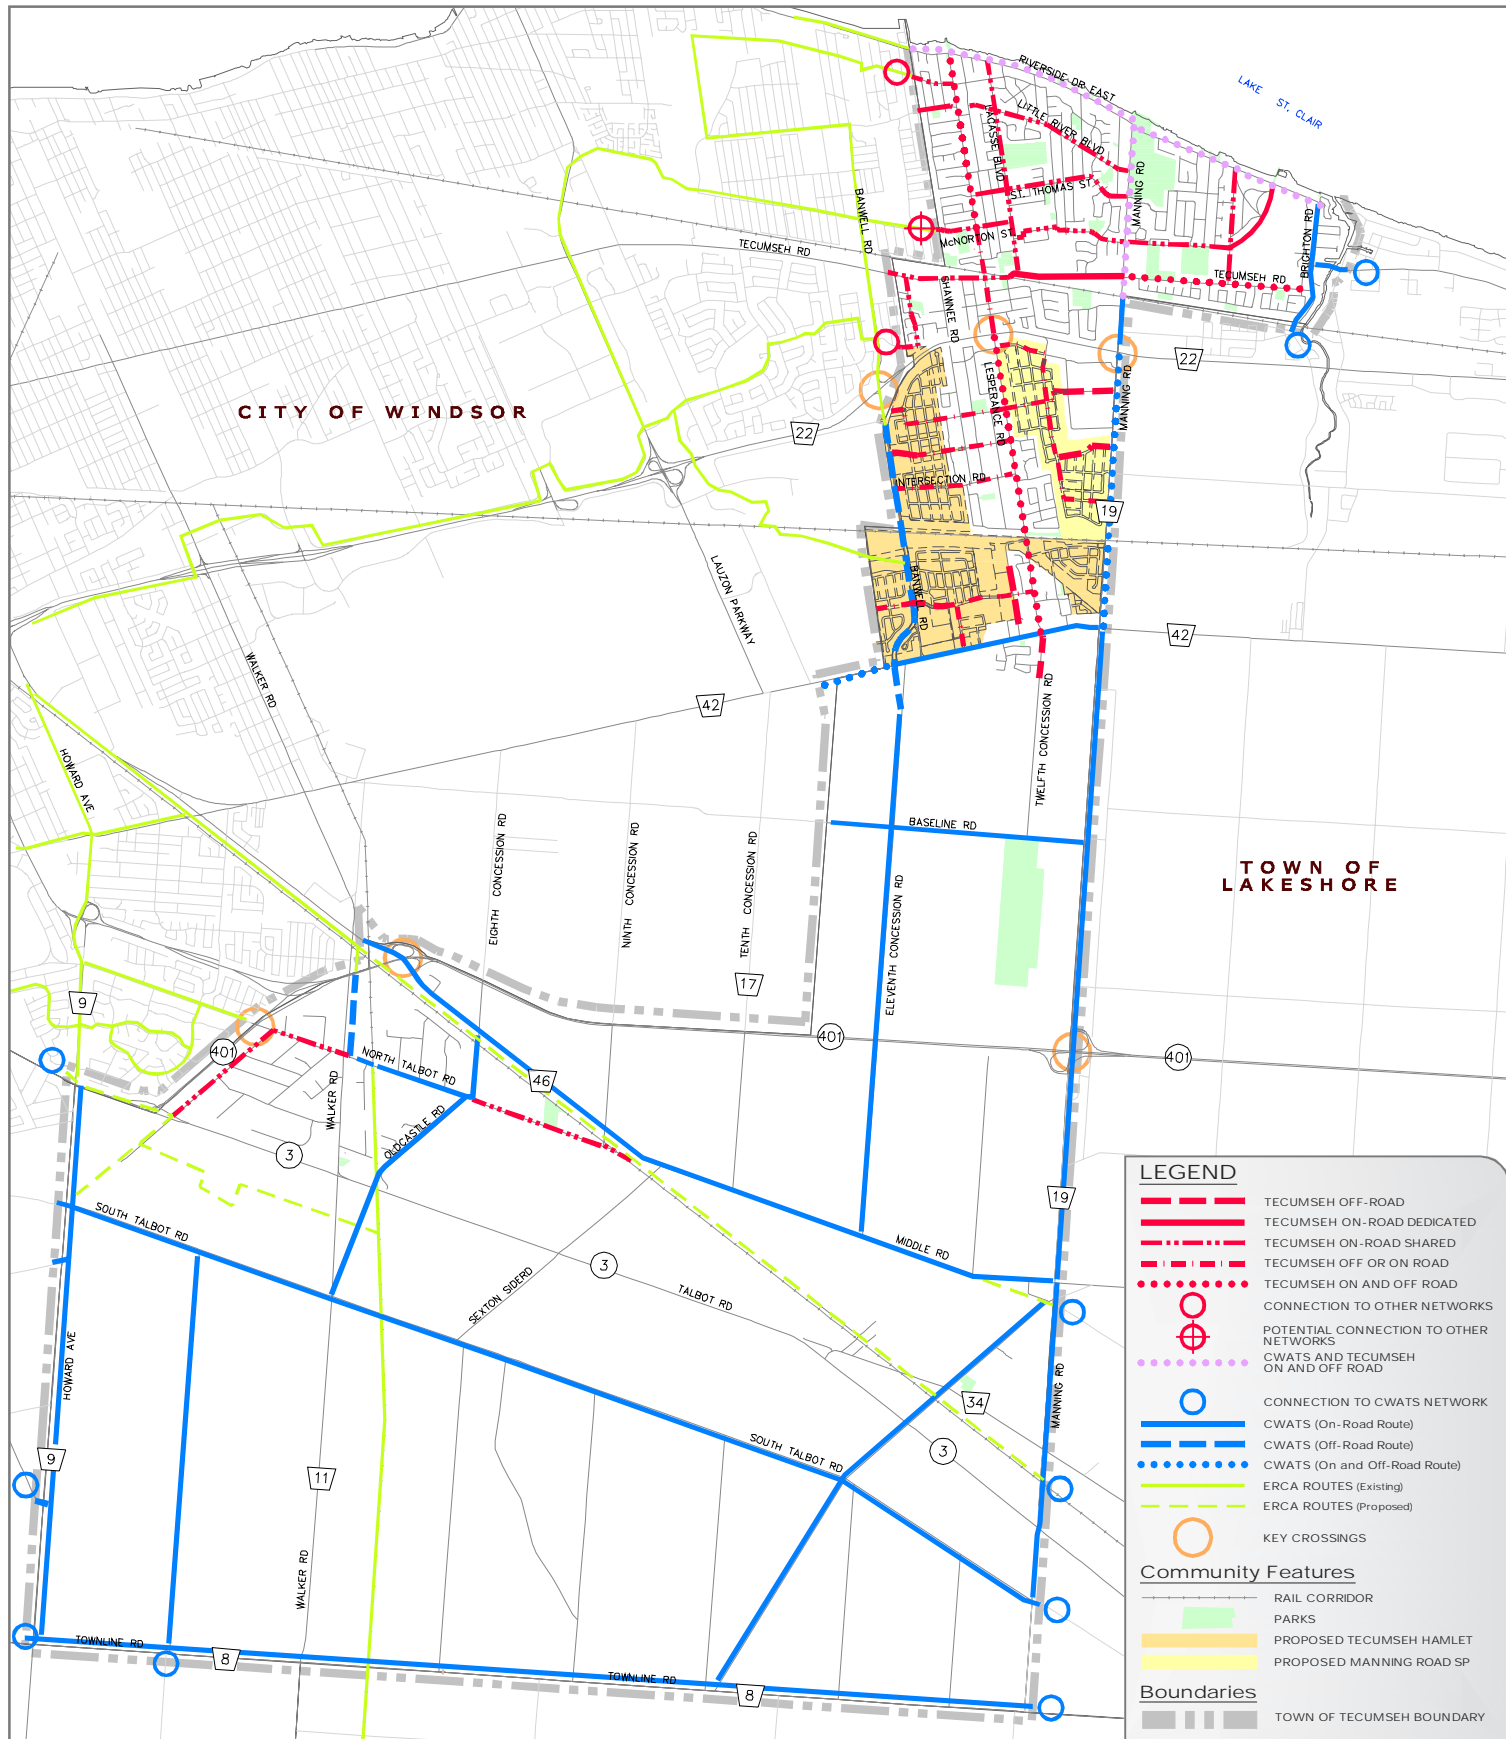 LAKE ST. CLAIR
RIVERSIDE DR EAST
LITTLE RIVER BLVD
LACASSE BLVD
ST. THOMAS ST.
MANNING RD
BANWELL RD
McNORTON ST.
TECUMSEH RD
BRIGHTON RD
TECUMSEH RD
SHAWNEE RD
22
LESPERANCE RD
MANNING RD
CITY OF WINDSOR
22
INTERSECTION RD
19
BANWELL RD
LAUZON PARKWAY
42
WALKER RD
42
TWELFTH CONCESSION RD
HOWARD AVE
BASELINE RD
EIGHTH CONCESSION RD
NINTH CONCESSION RD
TENTH CONCESSION RD
ELEVENTH CONCESSION RD
TOWN OF
LAKESHORE
17
9
401
401
401
NORTH TALBOT RD
46
WALKER RD
OLDCASTLE RD
3
19
SOUTH TALBOT RD
MIDDLE RD
3
SEXTON SIDERD
TALBOT RD
HOWARD AVE
MANNING RD
34
SOUTH TALBOT RD
3
9
11
WALKER RD
TOWNLINE RD
8
TOWNLINE RD
8
LEGEND
TECUMSEH OFF-ROAD
TECUMSEH ON-ROAD DEDICATED
TECUMSEH ON-ROAD SHARED
TECUMSEH OFF OR ON ROAD
TECUMSEH ON AND OFF ROAD
CONNECTION TO OTHER NETWORKS
POTENTIAL CONNECTION TO OTHER
NETWORKS
CWATS AND TECUMSEH
ON AND OFF ROAD
CONNECTION TO CWATS NETWORK
CWATS (On-Road Route)
CWATS (Off-Road Route)
CWATS (On and Off-Road Route)
ERCA ROUTES (Existing)
ERCA ROUTES (Proposed)
KEY CROSSINGS
Community Features
RAIL CORRIDOR
PARKS
PROPOSED TECUMSEH HAMLET
PROPOSED MANNING ROAD SP
Boundaries
TOWN OF TECUMSEH BOUNDARY